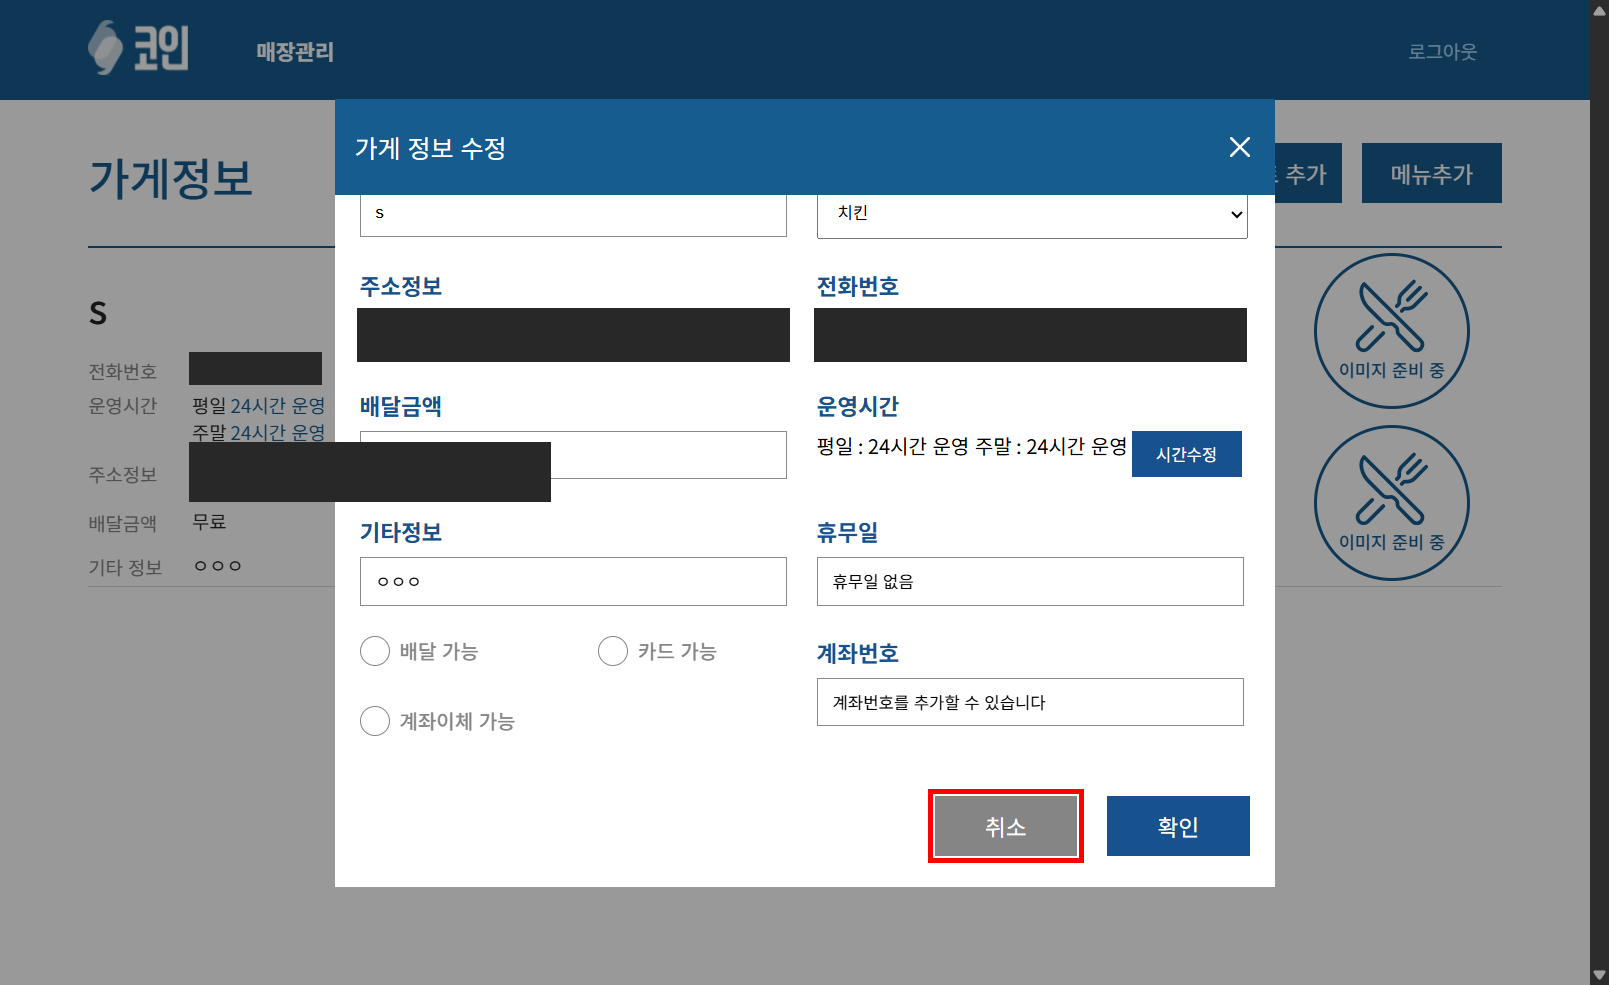 코인
매장관리
로그아웃
가게정보
추가
메뉴추가
S
전화번호
운영시간
평일 24시간 운영
주말 24시간 운영
주소정보
배달금액
무료
기타 정보
ㅇㅇㅇ
이미지 준비 중
이미지 준비 중
가게 정보 수정
s
치킨
주소정보
전화번호
배달금액
운영시간
평일 : 24시간 운영 주말 : 24시간 운영
시간수정
기타정보
휴무일
ㅇㅇㅇ
휴무일 없음
배달 가능
카드 가능
계좌번호
계좌번호를 추가할 수 있습니다
계좌이체 가능
취소
확인